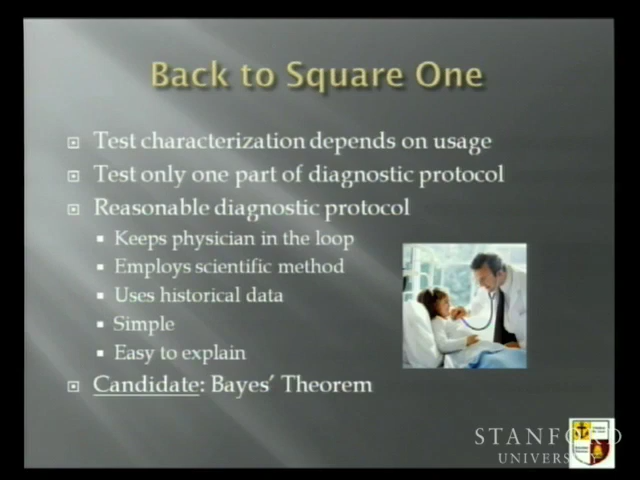 Back to Square One
Test characterization depends on usage
Test only one part of diagnostic protocol
Reasonable diagnostic protocol
Keeps physician in the loop
Employs scientific method
Uses historical data
Simple
Easy to explain
Candidate: Bayes' Theorem
STANFORD
UNIVERSITY